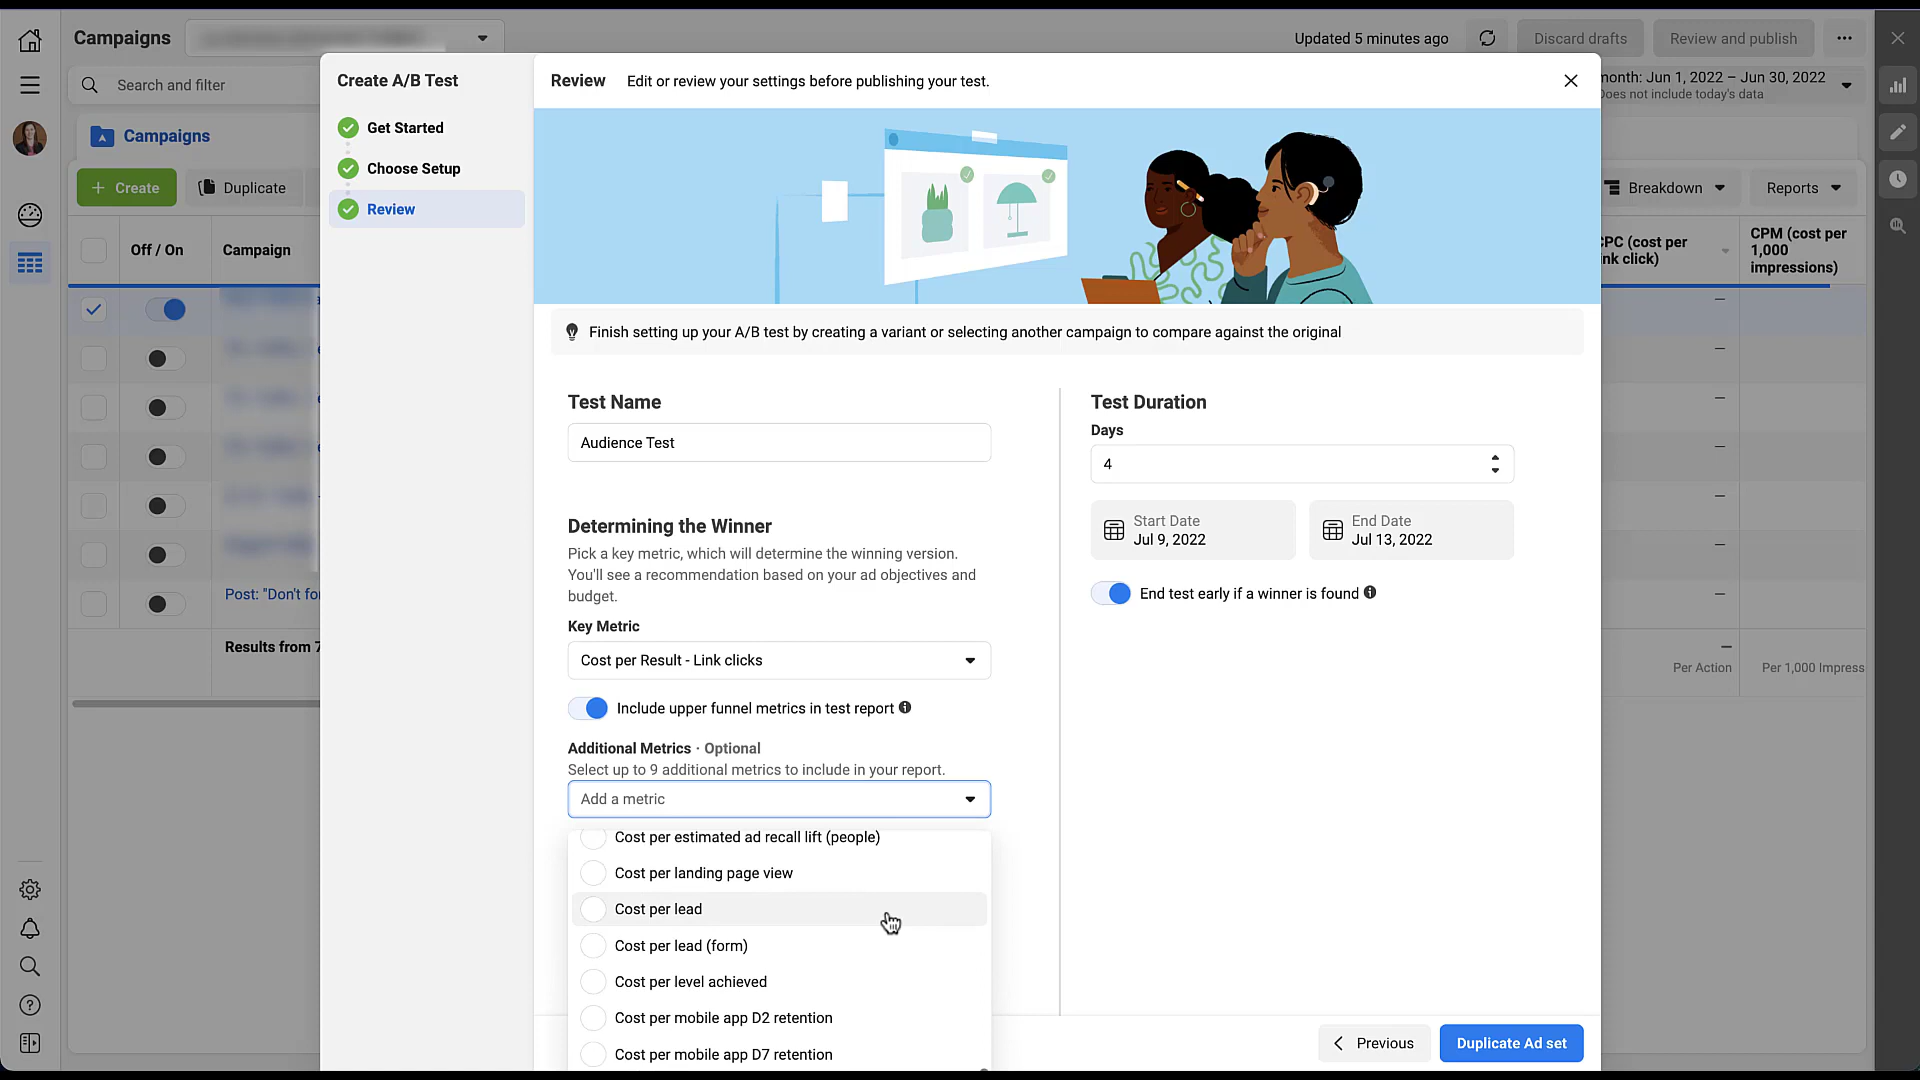 Campaigns
Updated 5 minutes ago
Discard drafts
Review and publish
Search and filter
month: Jun 1, 2022 – Jun 30, 2022
Does not include today's data
Campaigns
Create
Duplicate
Breakdown
Reports
Off / On
Campaign
CPC (cost per
link click)
CPM (cost per
1,000
impressions)
—
—
—
—
—
—
Post: "Don't fo
—
Results from 7
—
Per Action
Per 1,000 Impress
Create A/B Test
Get Started
Choose Setup
Review
Review
Edit or review your settings before publishing your test.
Finish setting up your A/B test by creating a variant or selecting another campaign to compare against the original
Test Name
Audience Test
Determining the Winner
Pick a key metric, which will determine the winning version.
You'll see a recommendation based on your ad objectives and
budget.
Key Metric
Cost per Result - Link clicks
Include upper funnel metrics in test report
Additional Metrics · Optional
Select up to 9 additional metrics to include in your report.
Add a metric
Cost per estimated ad recall lift (people)
Cost per landing page view
Cost per lead
Cost per lead (form)
Cost per level achieved
Cost per mobile app D2 retention
Cost per mobile app D7 retention
Test Duration
Days
4
Start Date
Jul 9, 2022
End Date
Jul 13, 2022
End test early if a winner is found
Previous
Duplicate Ad set